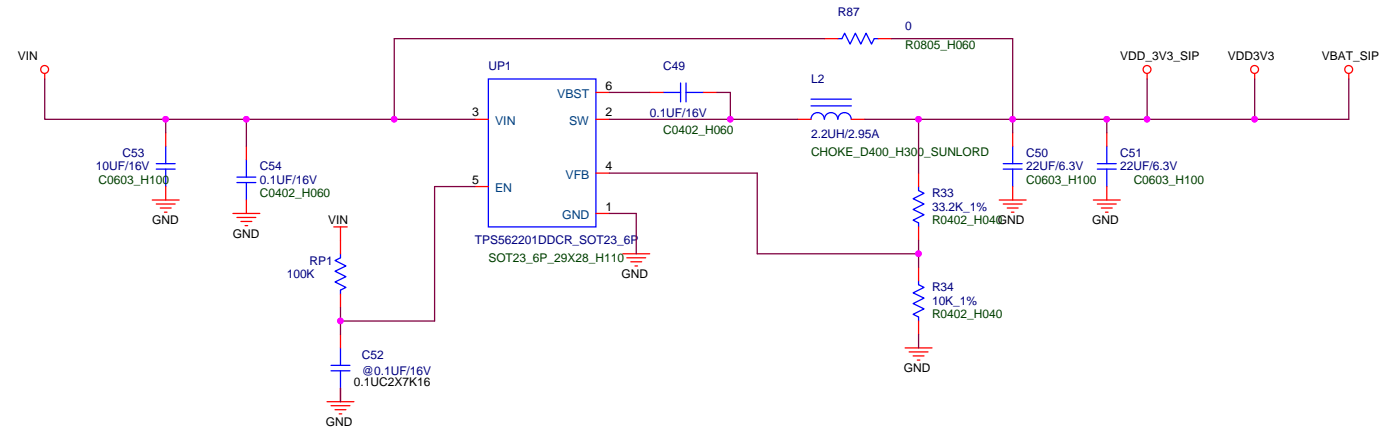 R87
0
R0805_H060
VIN
UP1
C49
0.1UF/16V
C0402_H060
L2
2.2UH/2.95A
CHOKE_D400_H300_SUNLORD
VDD_3V3_SIP
VDD3V3
VBAT_SIP
VBST
6
3
VIN
SW
2
5
EN
VFB
4
GND
1
TPS562201DDCR_SOT23_6P
SOT23_6P_29X28_H110
GND
C53
10UF/16V
C0603_H100
GND
C54
0.1UF/16V
C0402_H060
GND
C50
22UF/6.3V
C0603_H100
GND
C51
22UF/6.3V
C0603_H100
GND
R33
33.2K_1%
R0402_H040
R34
10K_1%
R0402_H040
GND
VIN
RP1
100K
C52
@0.1UF/16V
0.1UC2X7K16
GND